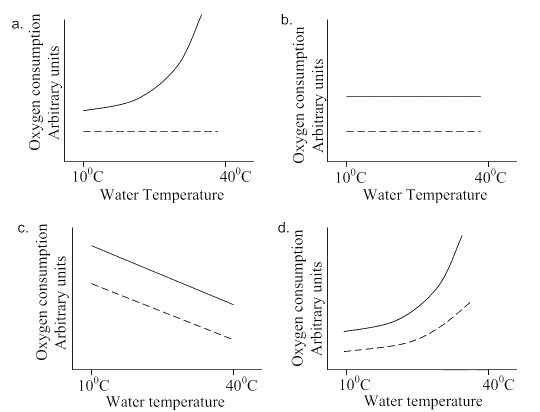 a.
Oxygen consumption
Arbitrary units
10⁰C
40⁰C
Water Temperature
b.
Oxygen consumption
Arbitrary units
10⁰C
40⁰C
Water Temperature
c.
Oxygen consumption
Arbitrary units
10⁰C
40⁰C
Water temperature
d.
Oxygen consumption
Arbitrary units
10⁰C
40⁰C
Water temperature